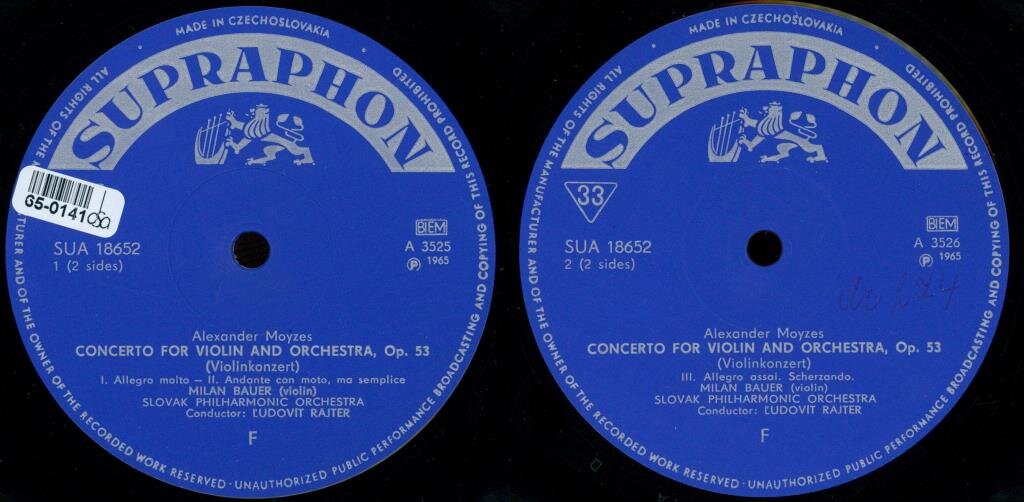 MADE IN CZECHOSLOVAKIA
SUPRAPHON
ALL RIGHTS OF THE
TURER AND OF THE OWNER OF THE RECORDED WORK RESERVED · UNAUTHORIZED PUBLIC PERFORMANCE BROADCASTING AND COPYING OF THIS RECORD PROHIBITED
65-0141
SUA 18652
1 (2 sides)
BIEM
A 3525
Ⓟ 1965
Alexander Moyzes
CONCERTO FOR VIOLIN AND ORCHESTRA, Op. 53
(Violinkonzert)
I. Allegro molto — II. Andante con moto, ma semplice
MILAN BAUER (violin)
SLOVAK PHILHARMONIC ORCHESTRA
Conductor: ĽUDOVÍT RAJTER
F
MADE IN CZECHOSLOVAKIA
SUPRAPHON
ALL RIGHTS OF THE MANUFACTURER AND OF THE OWNER OF THE RECORDED WORK RESERVED · UNAUTHORIZED PUBLIC PERFORMANCE BROADCASTING AND COPYING OF THIS RECORD PROHIBITED
33
SUA 18652
2 (2 sides)
BIEM
A 3526
Ⓟ 1965
Alexander Moyzes
CONCERTO FOR VIOLIN AND ORCHESTRA, Op. 53
(Violinkonzert)
III. Allegro assai. Scherzando.
MILAN BAUER (violin)
SLOVAK PHILHARMONIC ORCHESTRA
Conductor: ĽUDOVÍT RAJTER
F